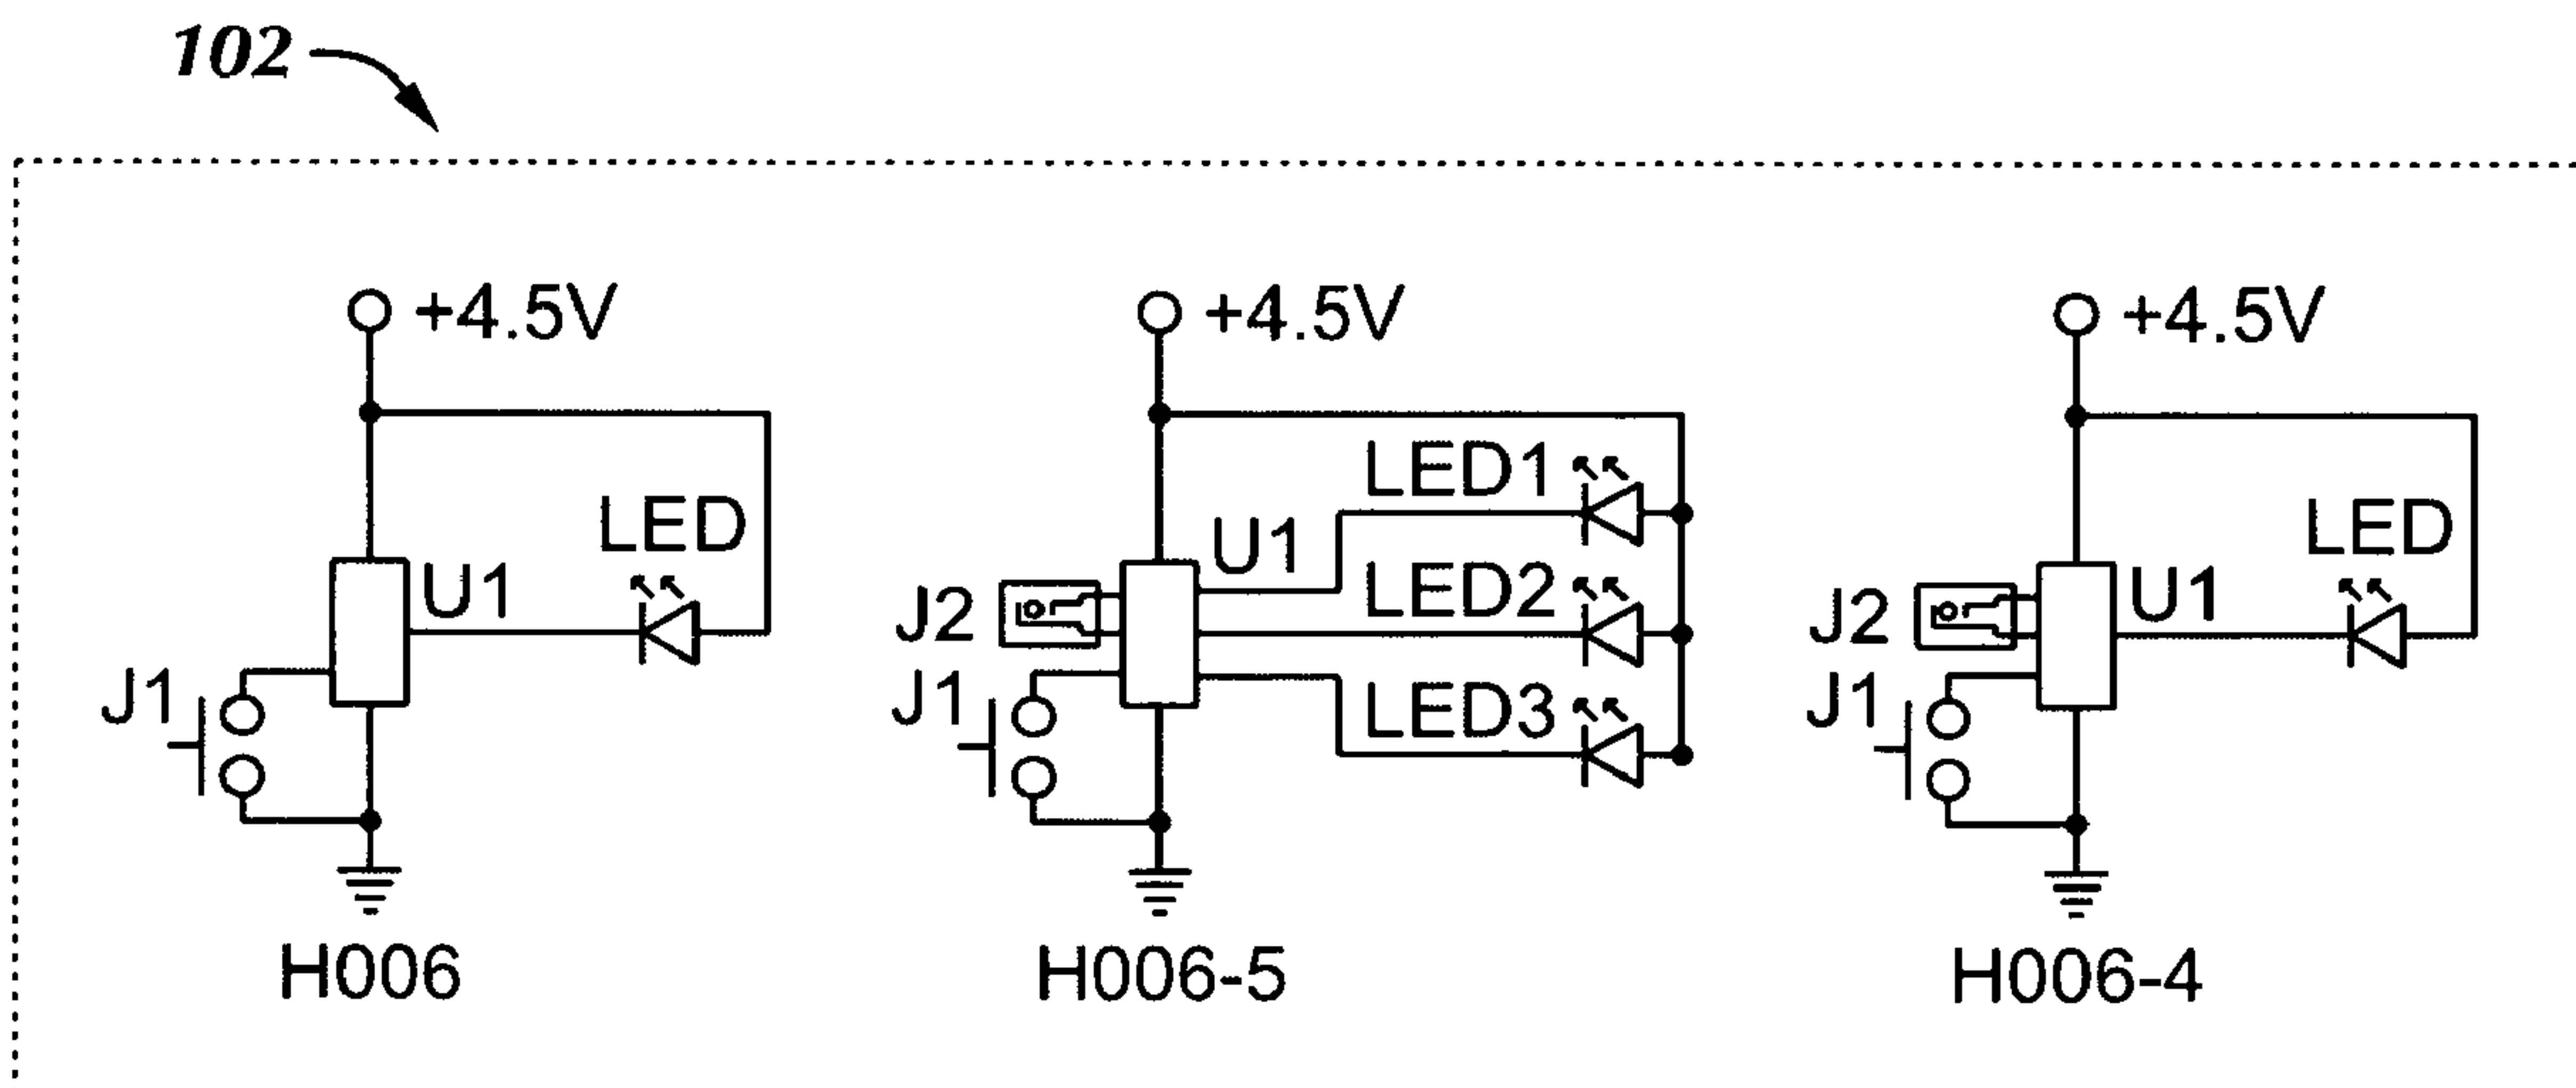 102
+4.5V +4.5V +4.5V
LED1
LED U1 LED
U1 J2 LED2 J2 U1
J1 J1 LED3 J1
H006 H006-5 H006-4